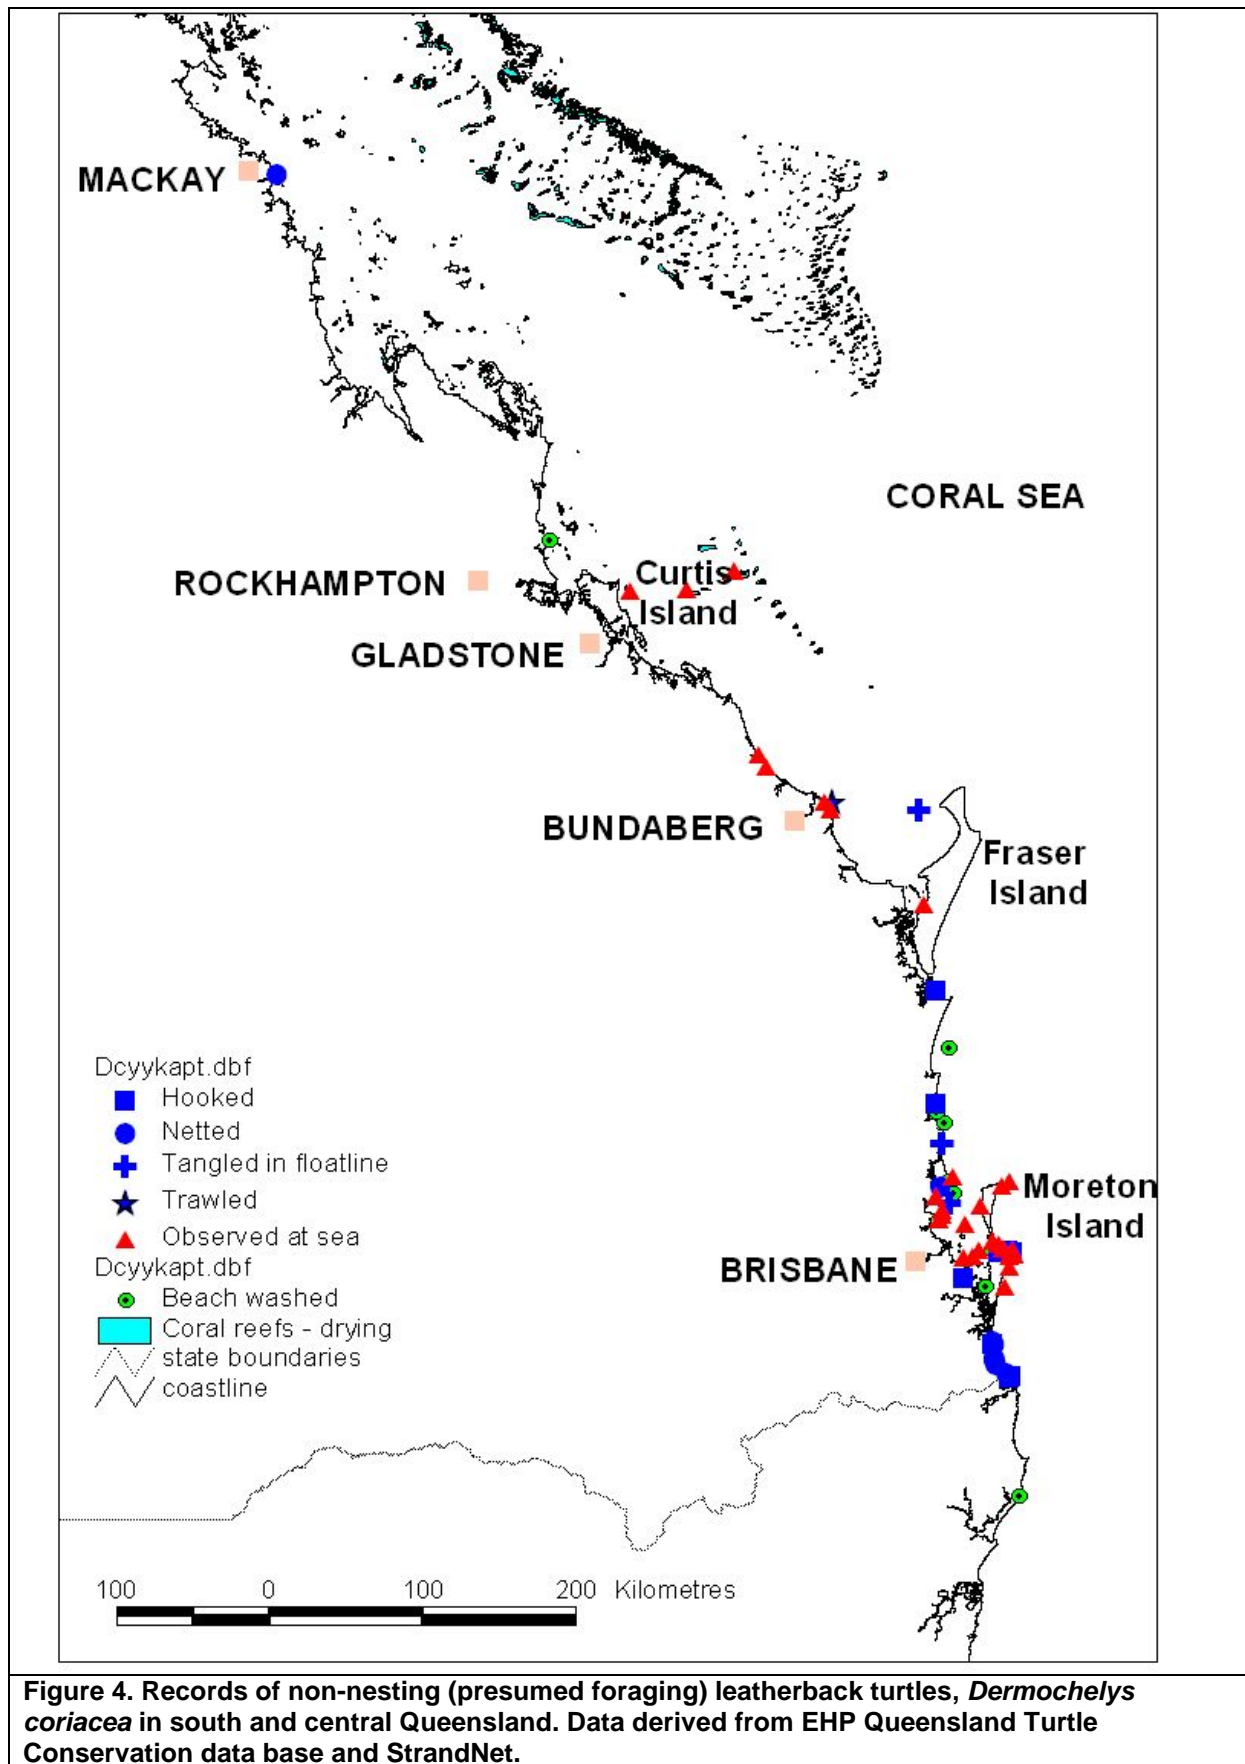 MACKAY
CORAL SEA
ROCKHAMPTON
Curtis
Island
GLADSTONE
BUNDABERG
Fraser
Island
Moreton
Island
BRISBANE
Dcyykapt.dbf
Hooked
Netted
Tangled in floatline
Trawled
Observed at sea
Dcyykapt.dbf
Beach washed
Coral reefs - drying
state boundaries
coastline
100 0 100 200 Kilometres
Figure 4. Records of non-nesting (presumed foraging) leatherback turtles, Dermochelys
coriacea in south and central Queensland. Data derived from EHP Queensland Turtle
Conservation data base and StrandNet.